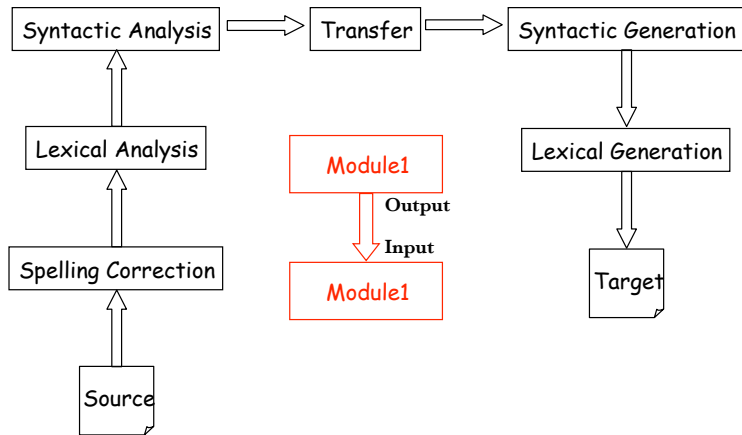 Syntactic Analysis
Transfer
Syntactic Generation
Lexical Analysis
Module1
Lexical Generation
Output
Input
Spelling Correction
Module1
Target
Source